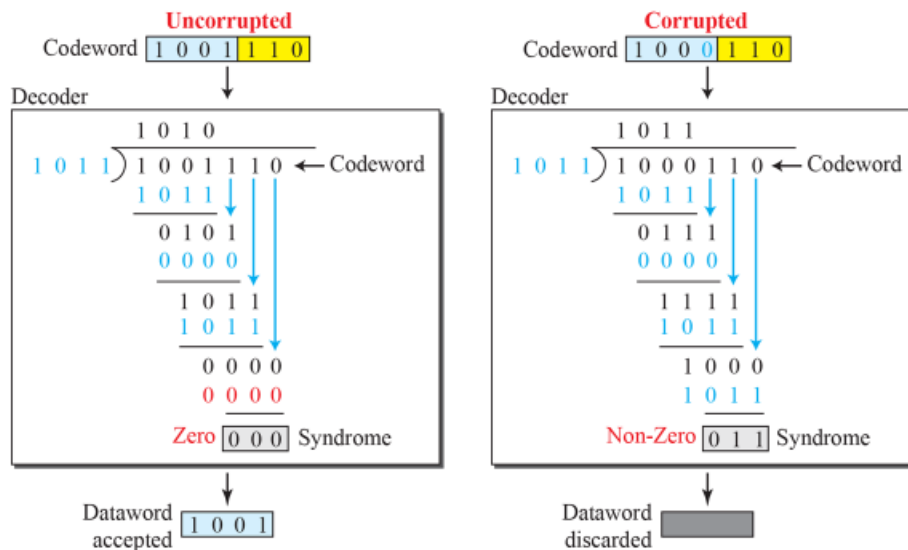 Uncorrupted
Codeword 1 0 0 1 1 1 0
Decoder
1 0 1 0
1 0 1 1 1 0 0 1 1 1 0 Codeword
1 0 1 1
0 1 0 1
0 0 0 0
1 0 1 1
1 0 1 1
0 0 0 0
0 0 0 0
Zero 0 0 0 Syndrome
Dataword
accepted 1 0 0 1
Corrupted
Codeword 1 0 0 0 1 1 0
1 0 1 1
1 0 1 1 1 0 0 0 1 1 0 Codeword
1 0 1 1
0 1 1 1
0 0 0 0
1 1 1 1
1 0 1 1
1 0 0 0
1 0 1 1
Non-Zero 0 1 1 Syndrome
Dataword
discarded